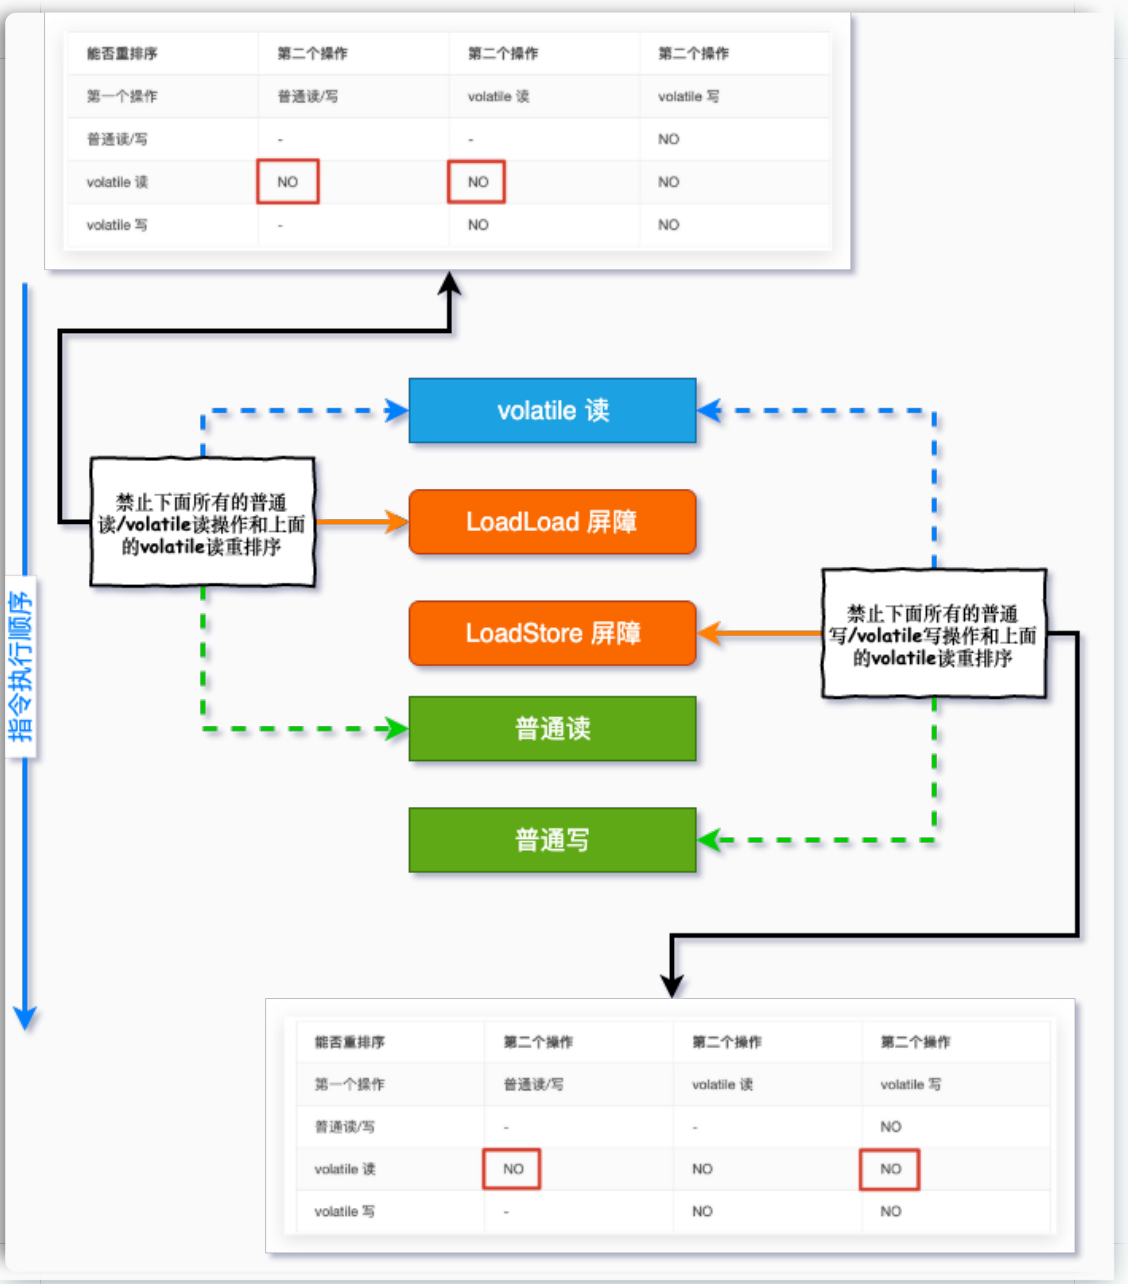 能否重排序 第二个操作 第二个操作 第二个操作
第一个操作 普通读/写 volatile 读 volatile 写
普通读/写 - - NO
volatile 读 NO NO NO
volatile 写 - NO NO
volatile 读
禁止下面所有的普通
读/volatile读操作和上面
的volatile读重排序
LoadLoad 屏障
指令执行顺序
LoadStore 屏障
禁止下面所有的普通
写/volatile写操作和上面
的volatile读重排序
普通读
普通写
能否重排序 第二个操作 第二个操作 第二个操作
第一个操作 普通读/写 volatile 读 volatile 写
普通读/写 - - NO
volatile 读 NO NO NO
volatile 写 - NO NO